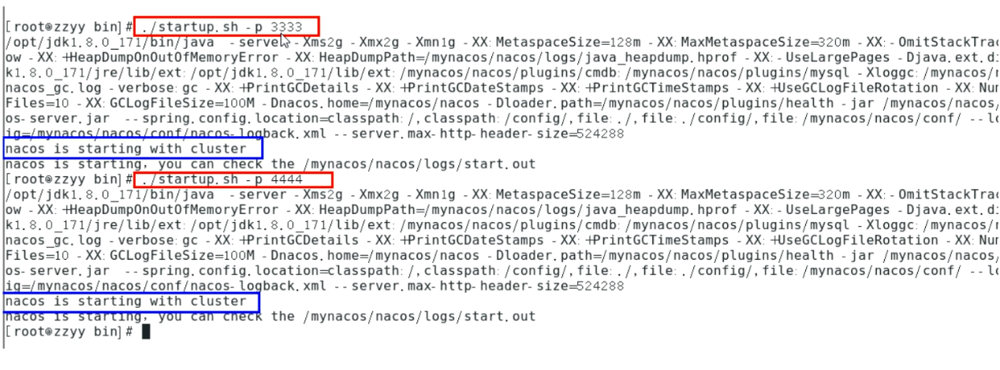 [root@zzyy bin]# ./startup.sh -p 3333
/opt/jdk1.8.0_171/bin/java  -server -Xms2g -Xmx2g -Xmn1g -XX:MetaspaceSize=128m -XX:MaxMetaspaceSize=320m -XX:-OmitStackTrac
ow -XX:+HeapDumpOnOutOfMemoryError -XX:HeapDumpPath=/mynacos/nacos/logs/java_heapdump.hprof -XX:-UseLargePages -Djava.ext.di
k1.8.0_171/jre/lib/ext:/opt/jdk1.8.0_171/lib/ext:/mynacos/nacos/plugins/cmdb:/mynacos/nacos/plugins/mysql -Xloggc:/mynacos/n
nacos_gc.log -verbose:gc -XX:+PrintGCDetails -XX:+PrintGCDateStamps -XX:+PrintGCTimeStamps -XX:+UseGCLogFileRotation -XX:Num
Files=10 -XX:GCLogFileSize=100M -Dnacos.home=/mynacos/nacos -Dloader.path=/mynacos/nacos/plugins/health -jar /mynacos/nacos/
os-server.jar  --spring.config.location=classpath:/,classpath:/config/,file:./,file:./config/,file:/mynacos/nacos/conf/ --lo
ig=/mynacos/nacos/conf/nacos-logback.xml --server.max-http-header-size=524288
nacos is starting with cluster
nacos is starting, you can check the /mynacos/nacos/logs/start.out
[root@zzyy bin]# ./startup.sh -p 4444
/opt/jdk1.8.0_171/bin/java  -server -Xms2g -Xmx2g -Xmn1g -XX:MetaspaceSize=128m -XX:MaxMetaspaceSize=320m -XX:-OmitStackTrac
ow -XX:+HeapDumpOnOutOfMemoryError -XX:HeapDumpPath=/mynacos/nacos/logs/java_heapdump.hprof -XX:-UseLargePages -Djava.ext.di
k1.8.0_171/jre/lib/ext:/opt/jdk1.8.0_171/lib/ext:/mynacos/nacos/plugins/cmdb:/mynacos/nacos/plugins/mysql -Xloggc:/mynacos/n
nacos_gc.log -verbose:gc -XX:+PrintGCDetails -XX:+PrintGCDateStamps -XX:+PrintGCTimeStamps -XX:+UseGCLogFileRotation -XX:Num
Files=10 -XX:GCLogFileSize=100M -Dnacos.home=/mynacos/nacos -Dloader.path=/mynacos/nacos/plugins/health -jar /mynacos/nacos/
os-server.jar  --spring.config.location=classpath:/,classpath:/config/,file:./,file:./config/,file:/mynacos/nacos/conf/ --lo
ig=/mynacos/nacos/conf/nacos-logback.xml --server.max-http-header-size=524288
nacos is starting with cluster
nacos is starting, you can check the /mynacos/nacos/logs/start.out
[root@zzyy bin]#